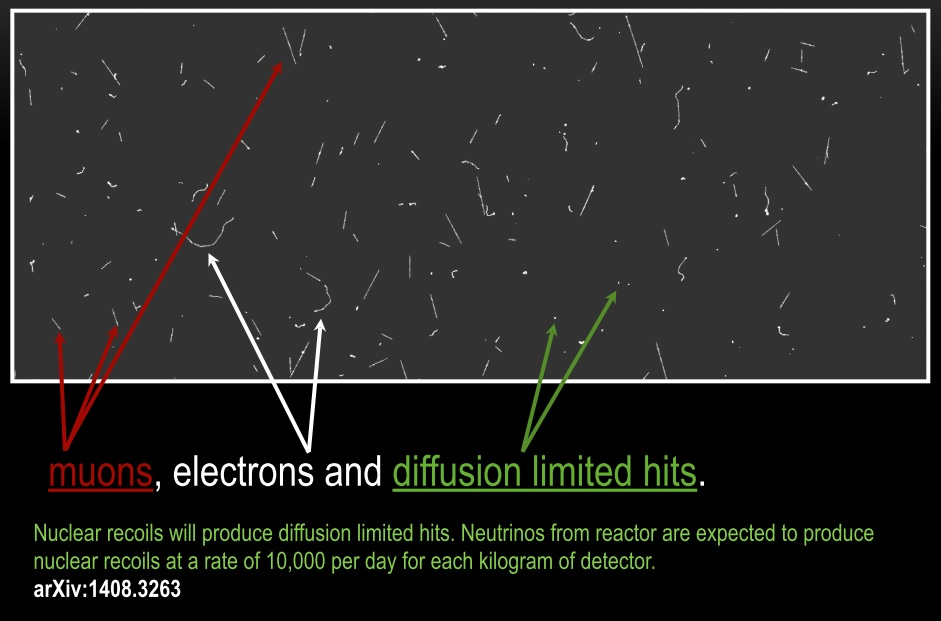 muons, electrons and diffusion limited hits.
Nuclear recoils will produce diffusion limited hits. Neutrinos from reactor are expected to produce
nuclear recoils at a rate of 10,000 per day for each kilogram of detector.
arXiv:1408.3263